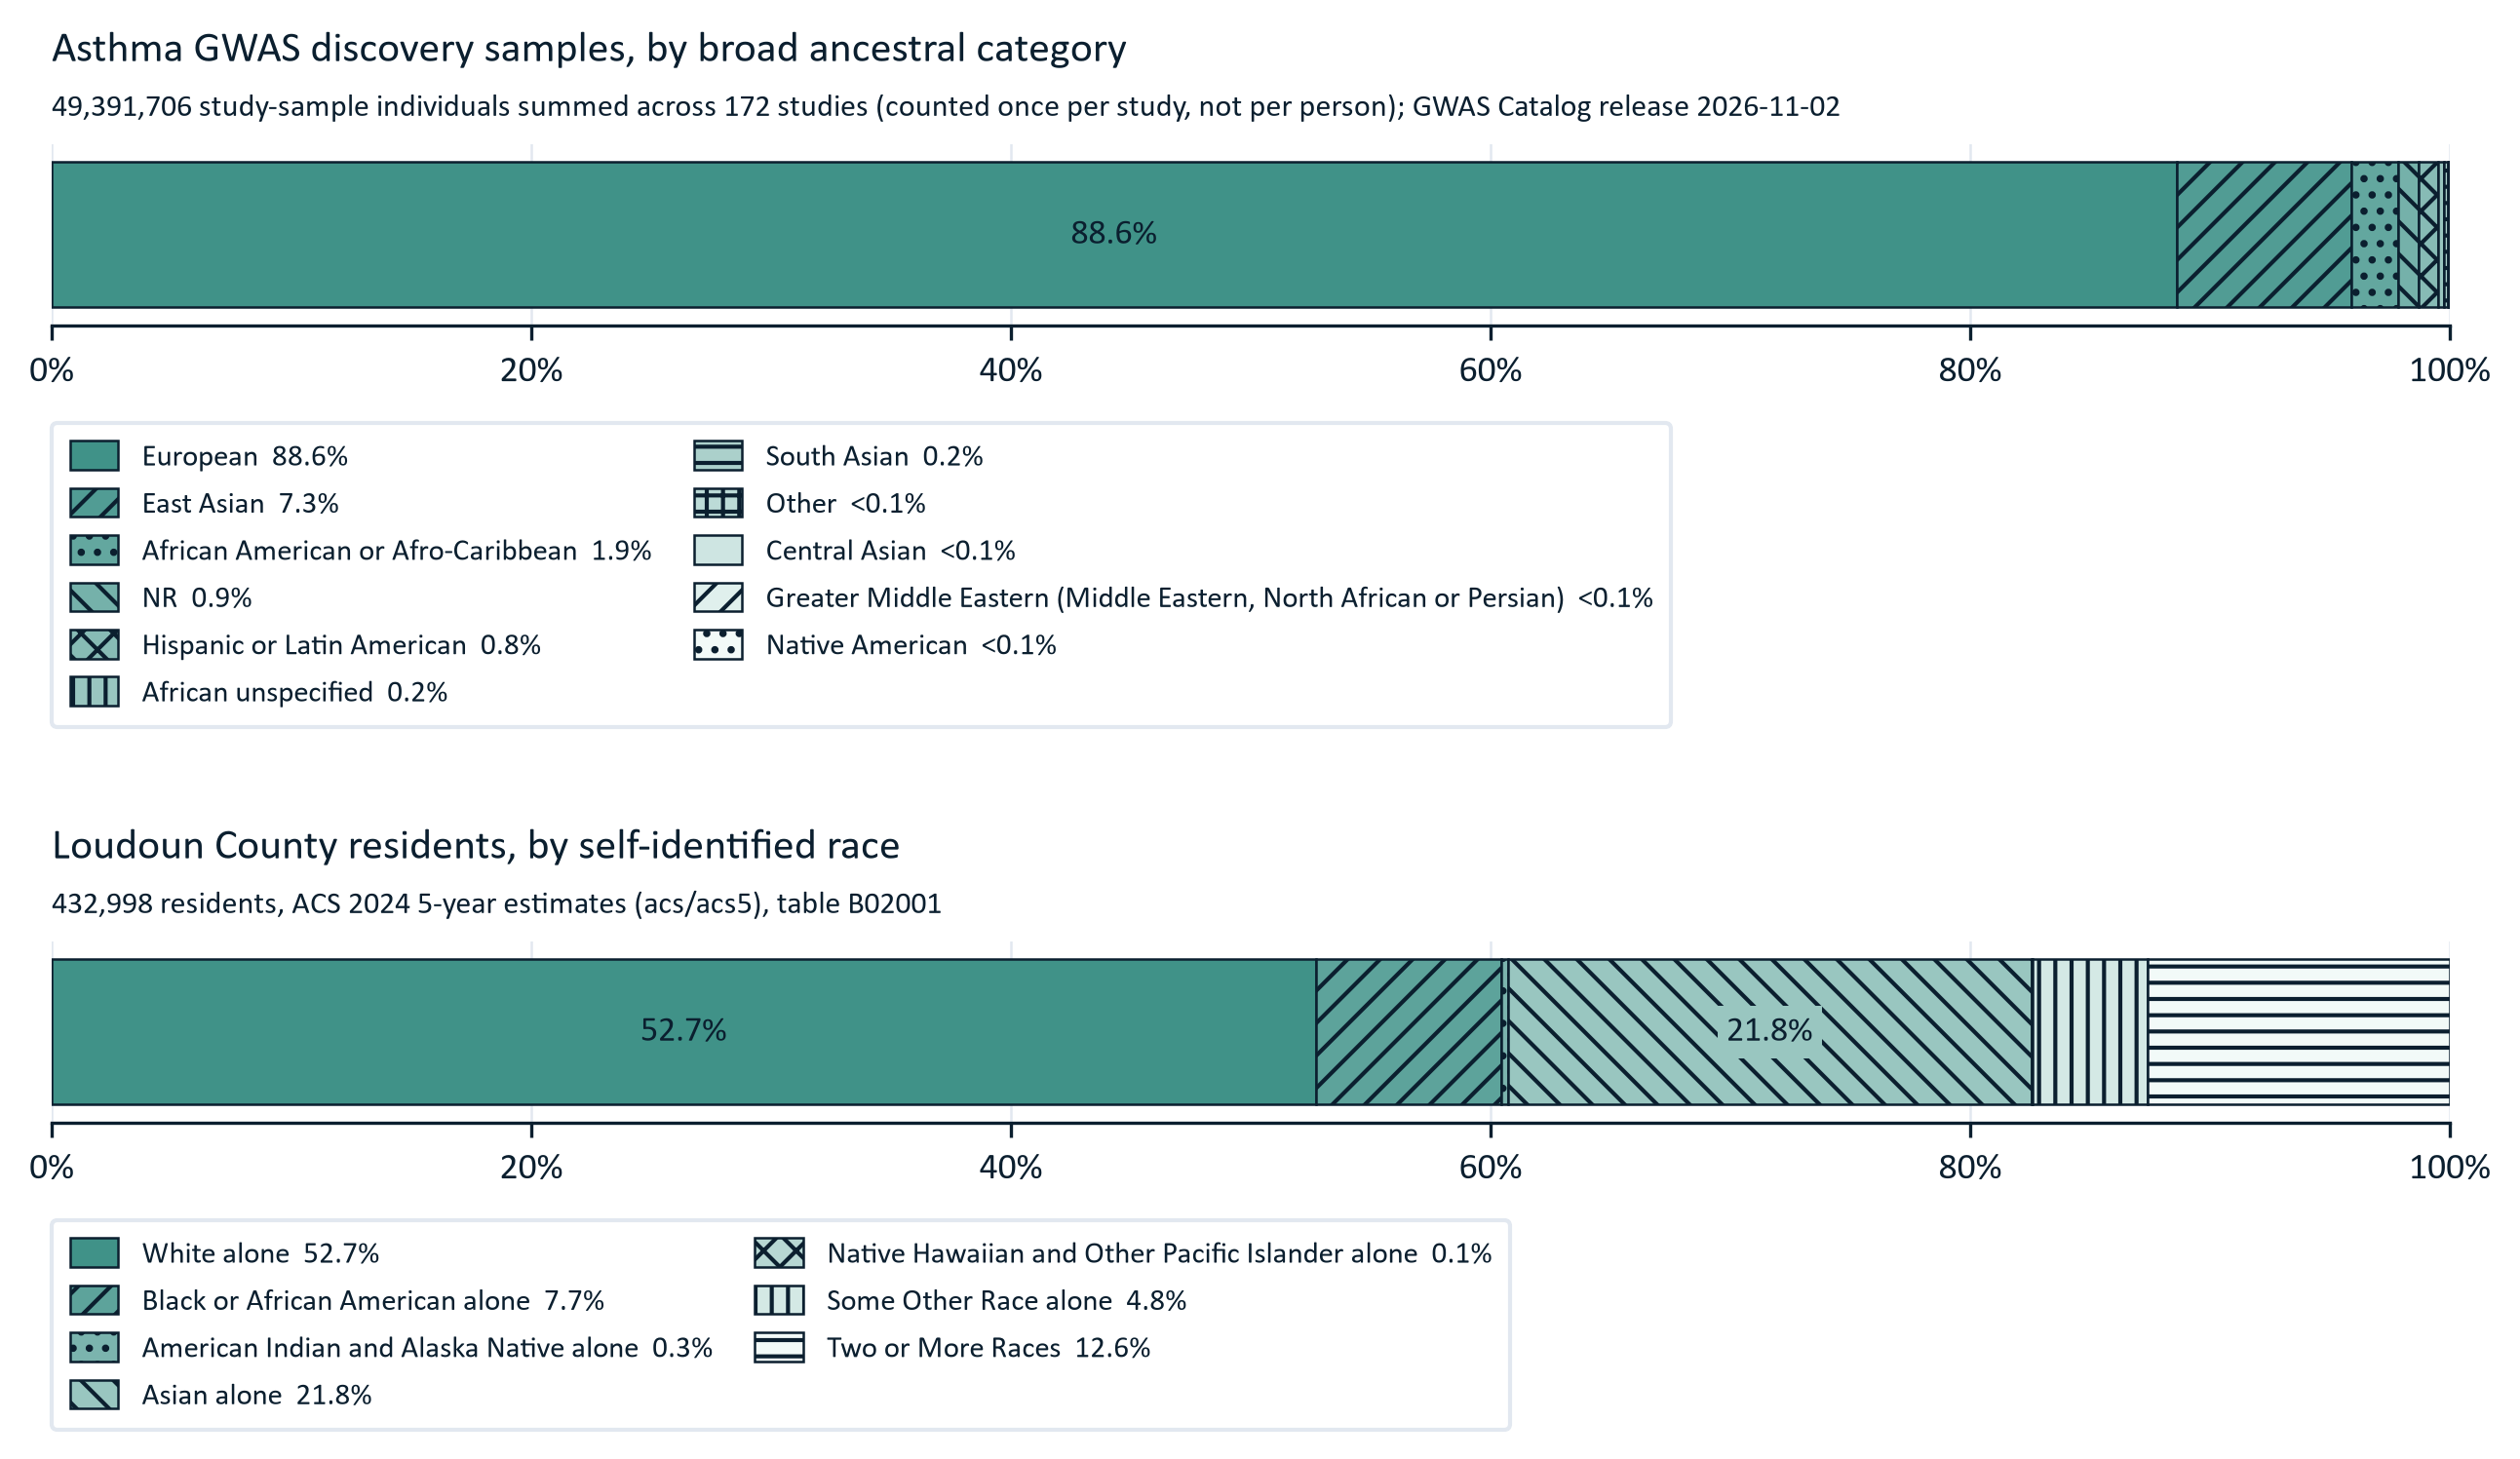 Asthma GWAS discovery samples, by broad ancestral category
49,391,706 study-sample individuals summed across 172 studies (counted once per study, not per person); GWAS Catalog release 2026-11-02
88.6%
0% 20% 40% 60% 80% 100%
European 88.6%
East Asian 7.3%
African American or Afro-Caribbean 1.9%
NR 0.9%
Hispanic or Latin American 0.8%
African unspecified 0.2%
South Asian 0.2%
Other <0.1%
Central Asian <0.1%
Greater Middle Eastern (Middle Eastern, North African or Persian) <0.1%
Native American <0.1%
Loudoun County residents, by self-identified race
432,998 residents, ACS 2024 5-year estimates (acs/acs5), table B02001
52.7% 21.8%
0% 20% 40% 60% 80% 100%
White alone 52.7%
Black or African American alone 7.7%
American Indian and Alaska Native alone 0.3%
Asian alone 21.8%
Native Hawaiian and Other Pacific Islander alone 0.1%
Some Other Race alone 4.8%
Two or More Races 12.6%